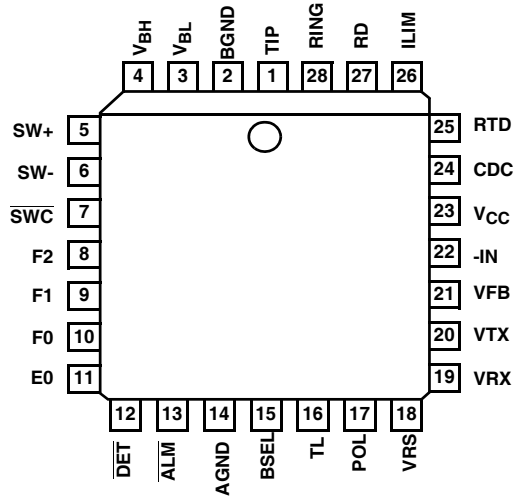 VBH VBL BGND TIP RING RD ILIM
4 3 2 1 28 27 26
SW+ 5
SW- 6
SWC 7
F2 8
F1 9
F0 10
E0 11
25 RTD
24 CDC
23 VCC
22 -IN
21 VFB
20 VTX
19 VRX
12 13 14 15 16 17 18
DET ALM AGND BSEL TL POL VRS